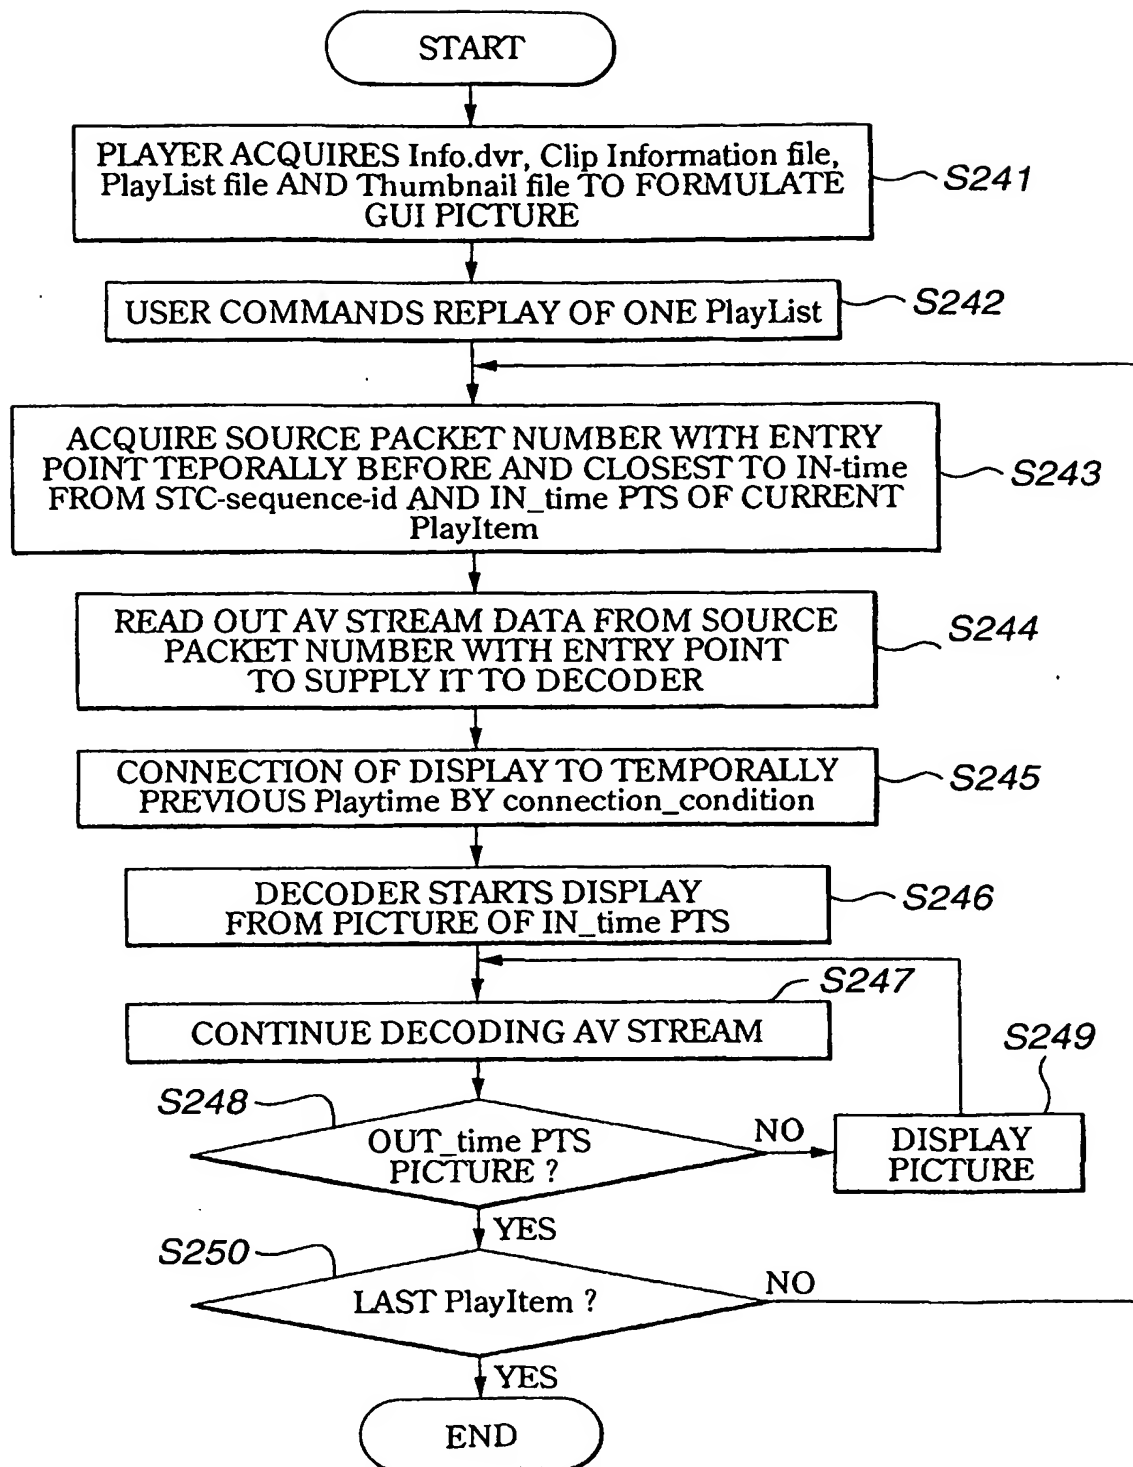 START
PLAYER ACQUIRES Info.dvr, Clip Information file,
PlayList file AND Thumbnail file TO FORMULATE
GUI PICTURE
S241
USER COMMANDS REPLAY OF ONE PlayList
S242
ACQUIRE SOURCE PACKET NUMBER WITH ENTRY
POINT TEPORALLY BEFORE AND CLOSEST TO IN-time
FROM STC-sequence-id AND IN_time PTS OF CURRENT
PlayItem
S243
READ OUT AV STREAM DATA FROM SOURCE
PACKET NUMBER WITH ENTRY POINT
TO SUPPLY IT TO DECODER
S244
CONNECTION OF DISPLAY TO TEMPORALLY
PREVIOUS Playtime BY connection_condition
S245
DECODER STARTS DISPLAY
FROM PICTURE OF IN_time PTS
S246
S247
CONTINUE DECODING AV STREAM
S249
S248
OUT_time PTS
PICTURE ?
NO
DISPLAY
PICTURE
YES
S250
LAST PlayItem ?
NO
YES
END